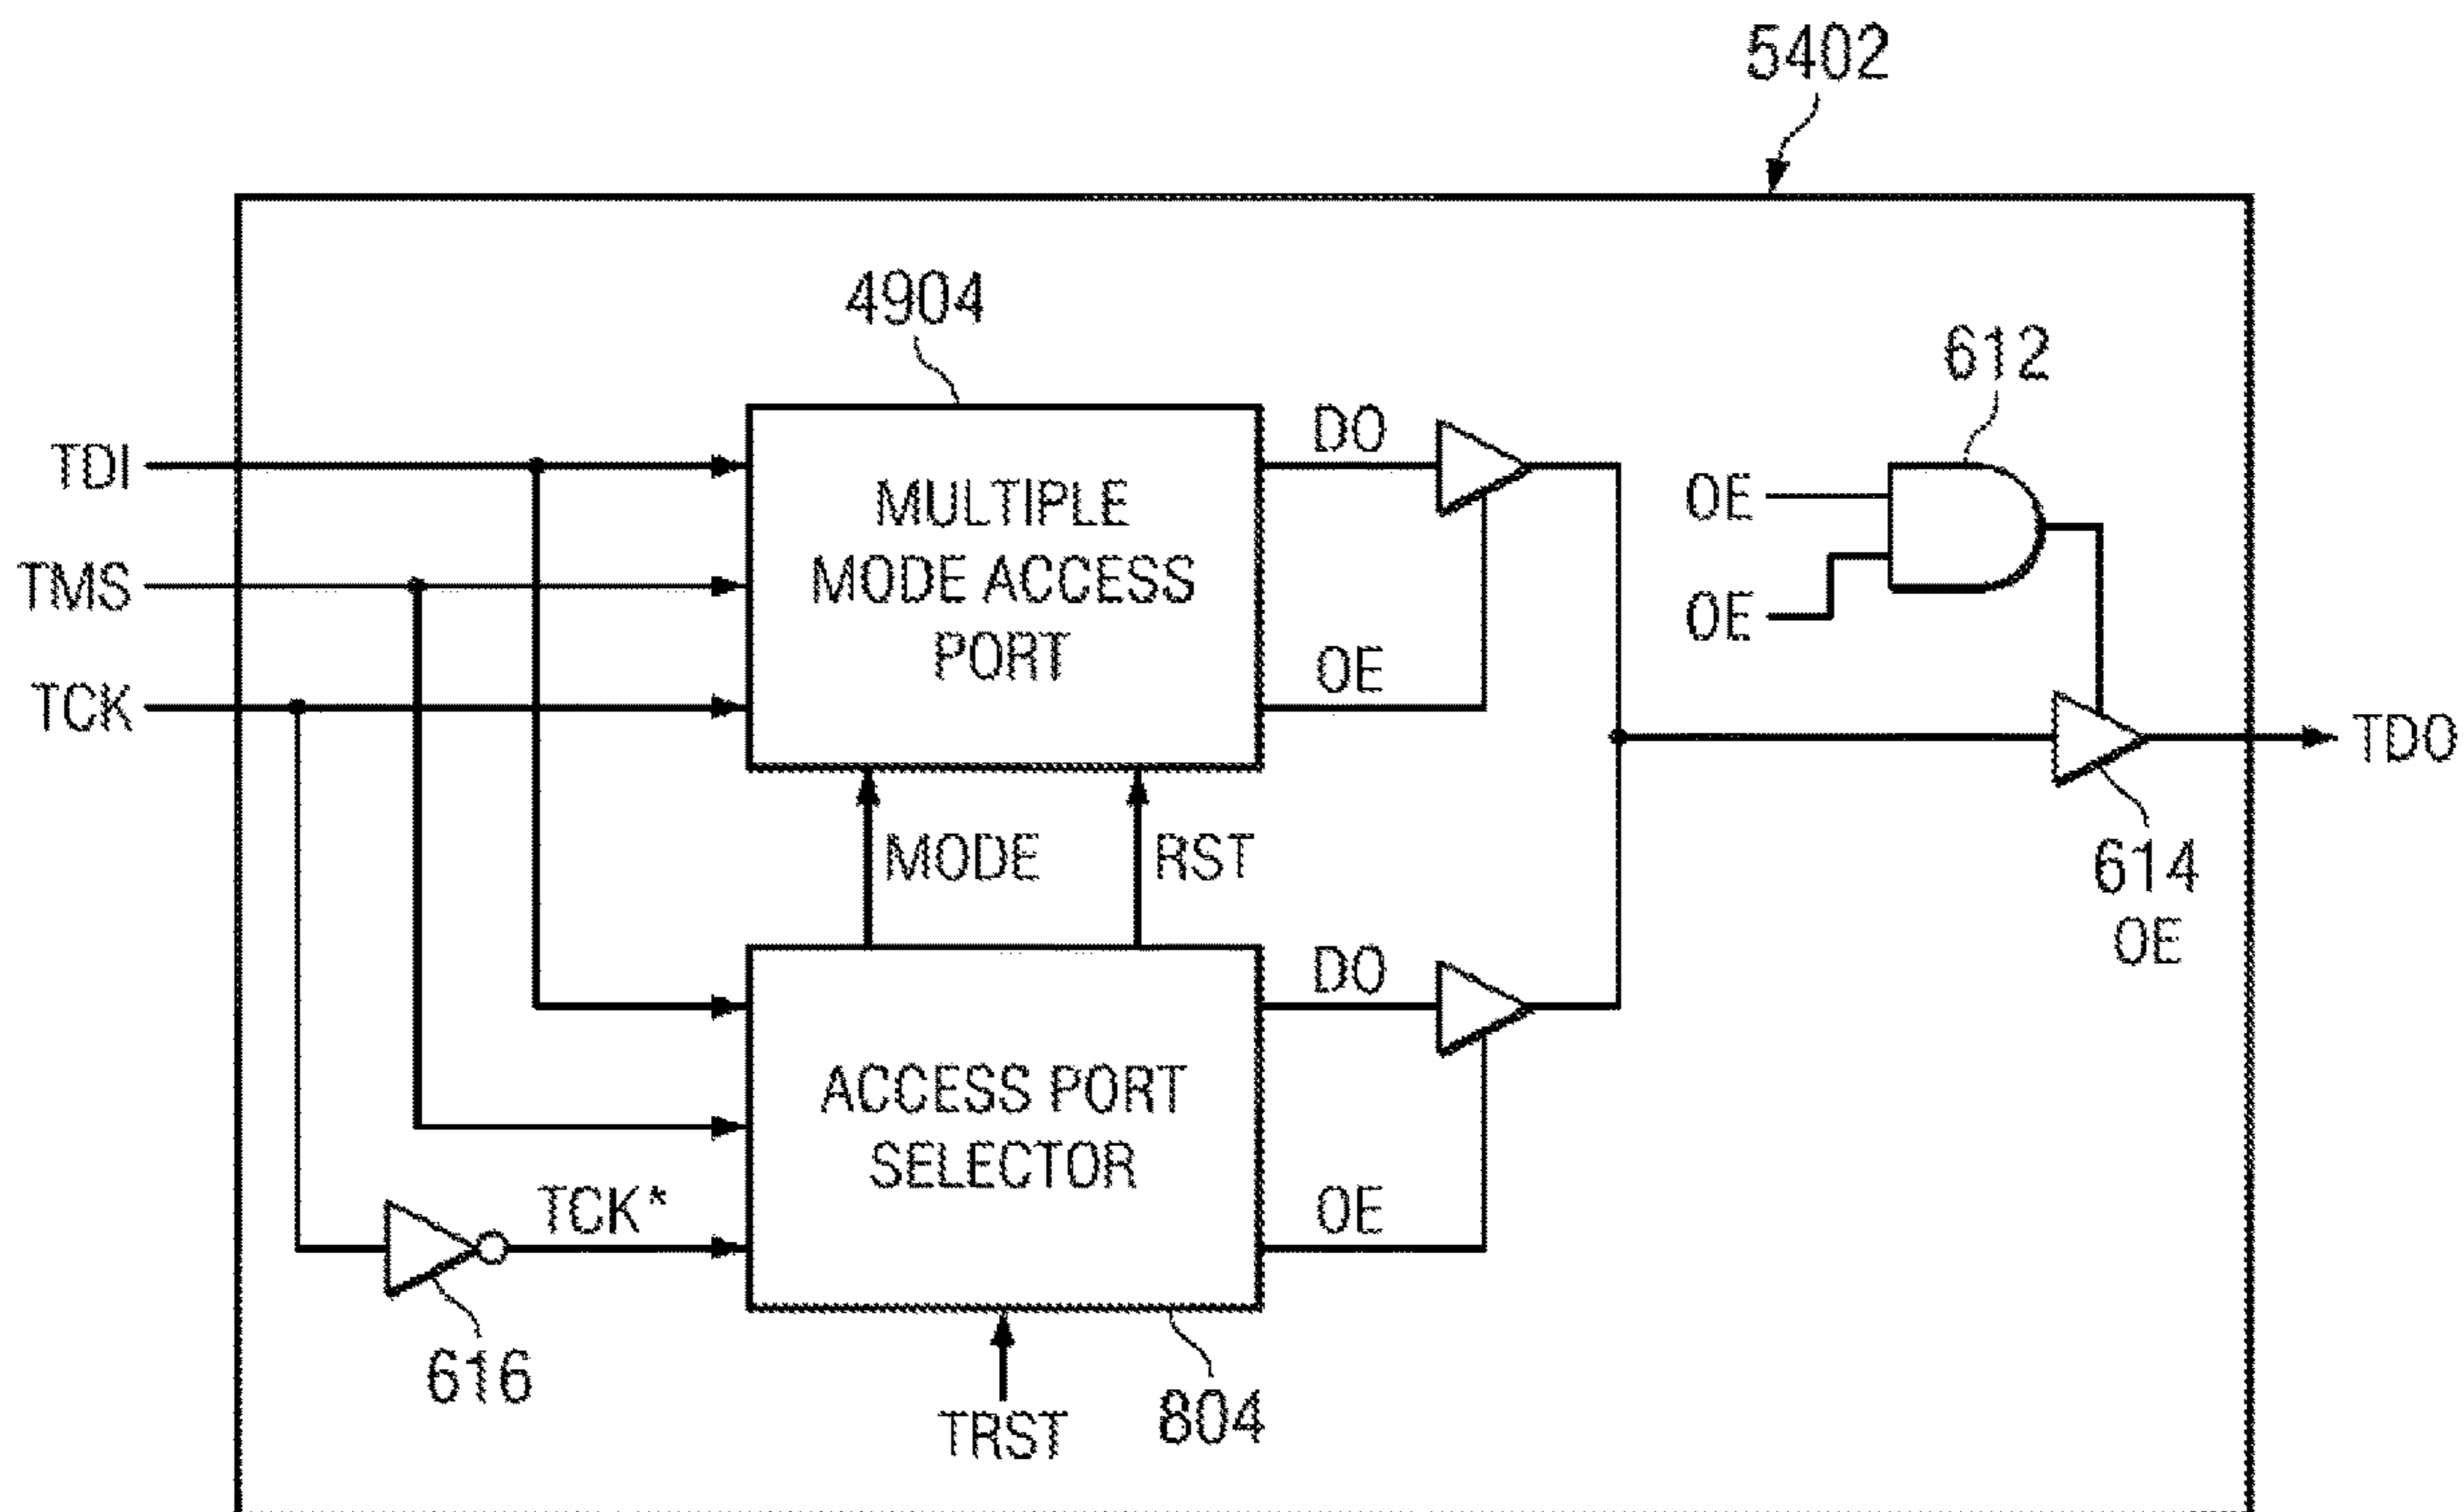 5402
4904
612
TDI
DO
MULTIPLE
MODE ACCESS
PORT
OE
OE
TMS
OE
TCK
TDO
MODE
RST
614
OE
DO
ACCESS PORT
SELECTOR
TCK*
OE
616
TRST
804